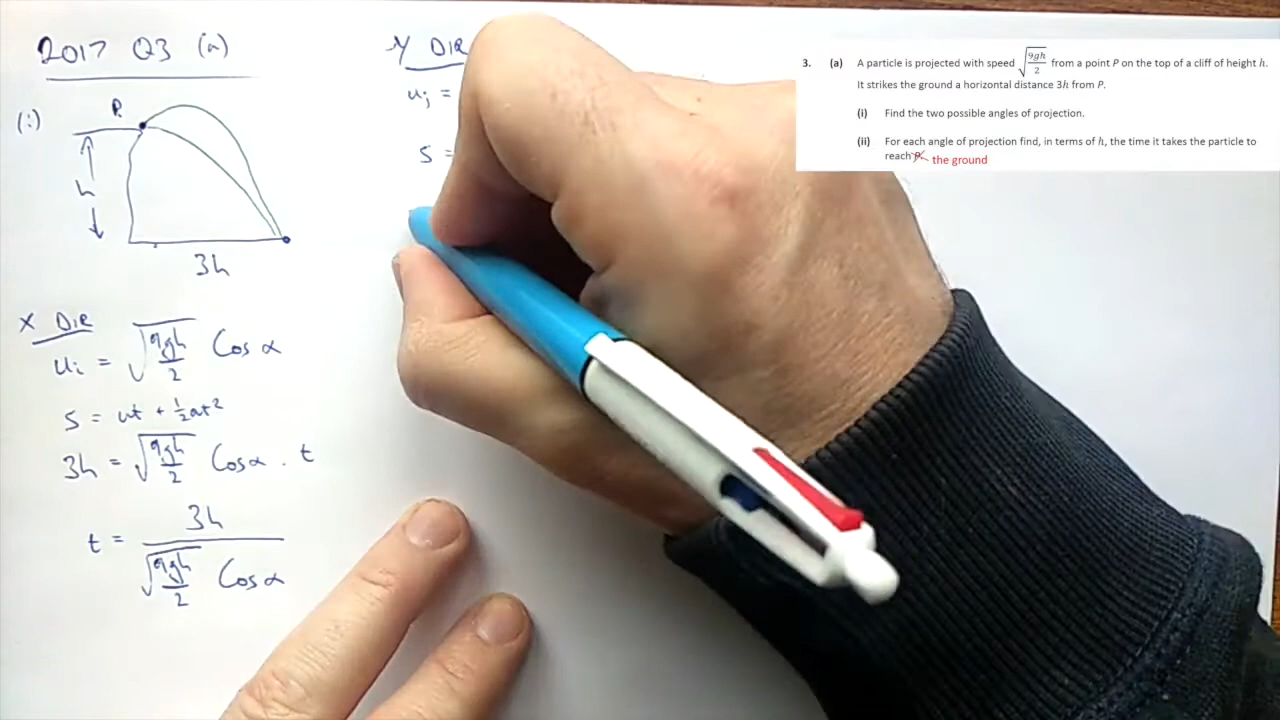 2017 Q3 (a)
(i)
P
h
3h
X DIR
ui = √(9gh/2) Cos α
S = ut + ½at²
3h = √(9gh/2) Cosα . t
t = 3h / √(9gh/2) Cosα
Y DIR
uj =
S =
3. (a) A particle is projected with speed √(9gh/2) from a point P on the top of a cliff of height h.
It strikes the ground a horizontal distance 3h from P.
(i) Find the two possible angles of projection.
(ii) For each angle of projection find, in terms of h, the time it takes the particle to
reach P. the ground